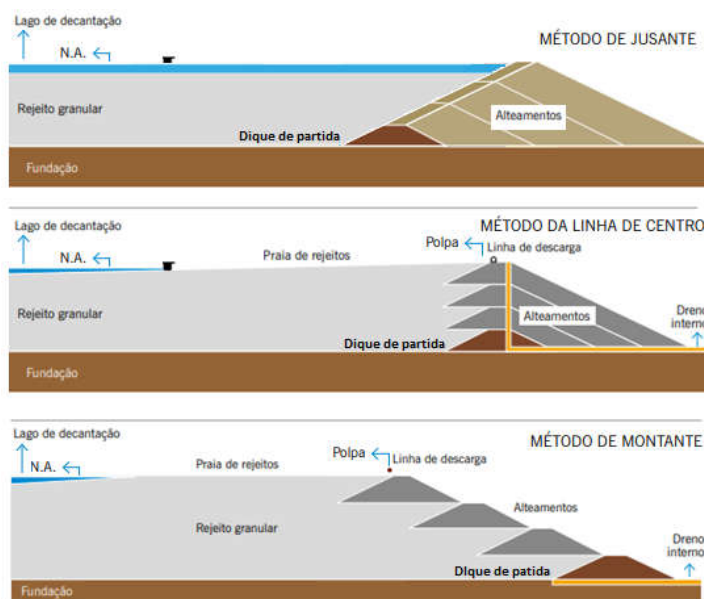 Lago de decantação
MÉTODO DE JUSANTE
N.A.
Rejeito granular
Alteamentos
Dique de partida
Fundação
MÉTODO DA LINHA DE CENTRO
Lago de decantação
Polpa
Linha de descarga
N.A.
Praia de rejeitos
Rejeito granular
Alteamentos
Dreno
interno
Dique de partida
Fundação
Lago de decantação
MÉTODO DE MONTANTE
Polpa
Linha de descarga
N.A.
Praia de rejeitos
Alteamentos
Rejeito granular
Dreno
interno
DIque de patida
Fundação